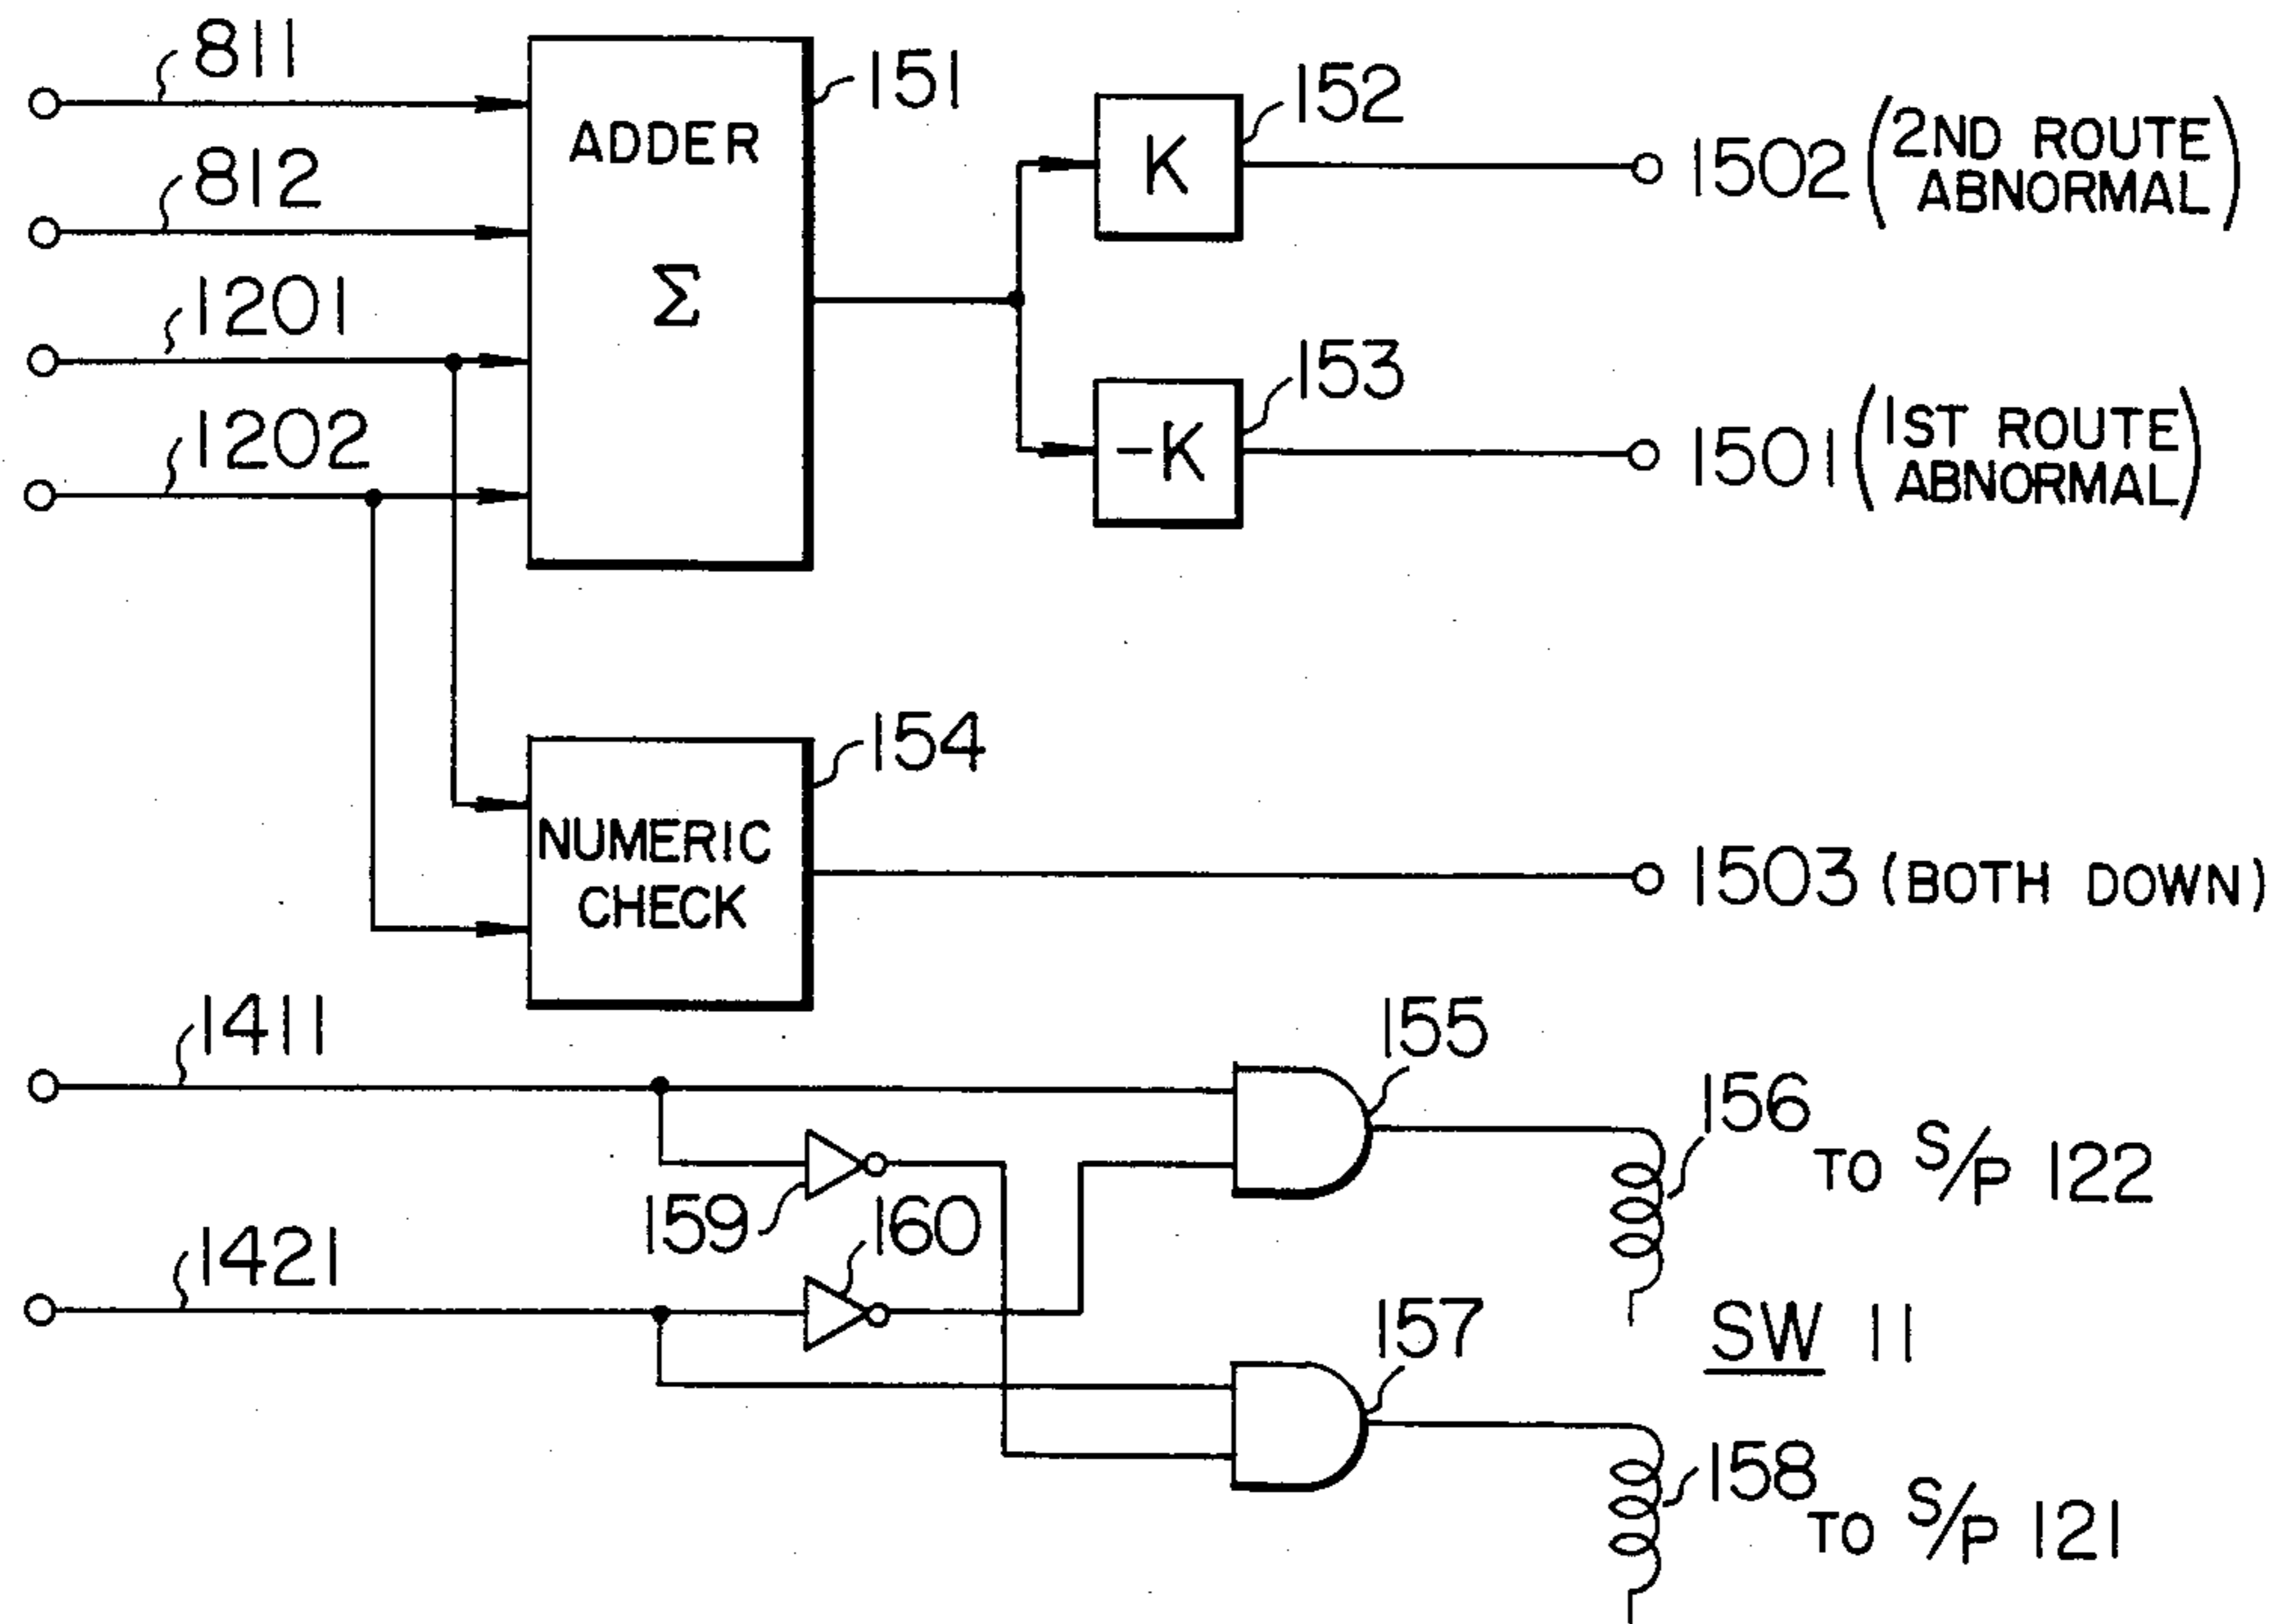 811
812
1201
1202
ADDER
Σ
151
K
152
1502 (2ND ROUTE
ABNORMAL)
-K
153
1501 (1ST ROUTE
ABNORMAL)
NUMERIC
CHECK
154
1503 (BOTH DOWN)
1411
1421
159
160
155
156
TO S/P 122
SW 11
157
158
TO S/P 121